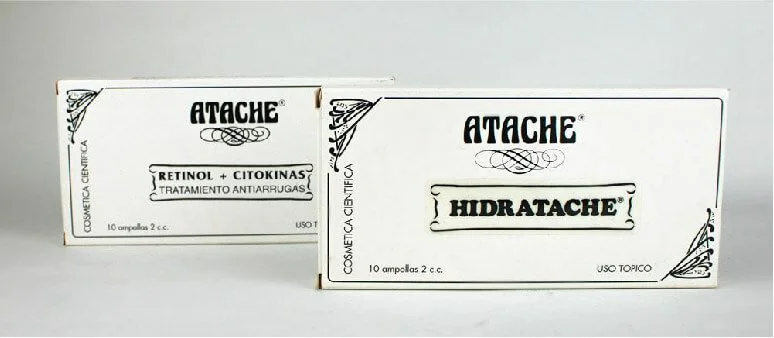 ATACHE®
RETINOL + CITOKINAS
TRATAMIENTO ANTIARRUGAS
COSMETICA CIENTIFICA
10 ampollas 2 c.c.
USO T
ATACHE®
HIDRATACHE®
COSMETICA CIENTIFICA
10 ampollas 2 c.c.
USO TOPICO